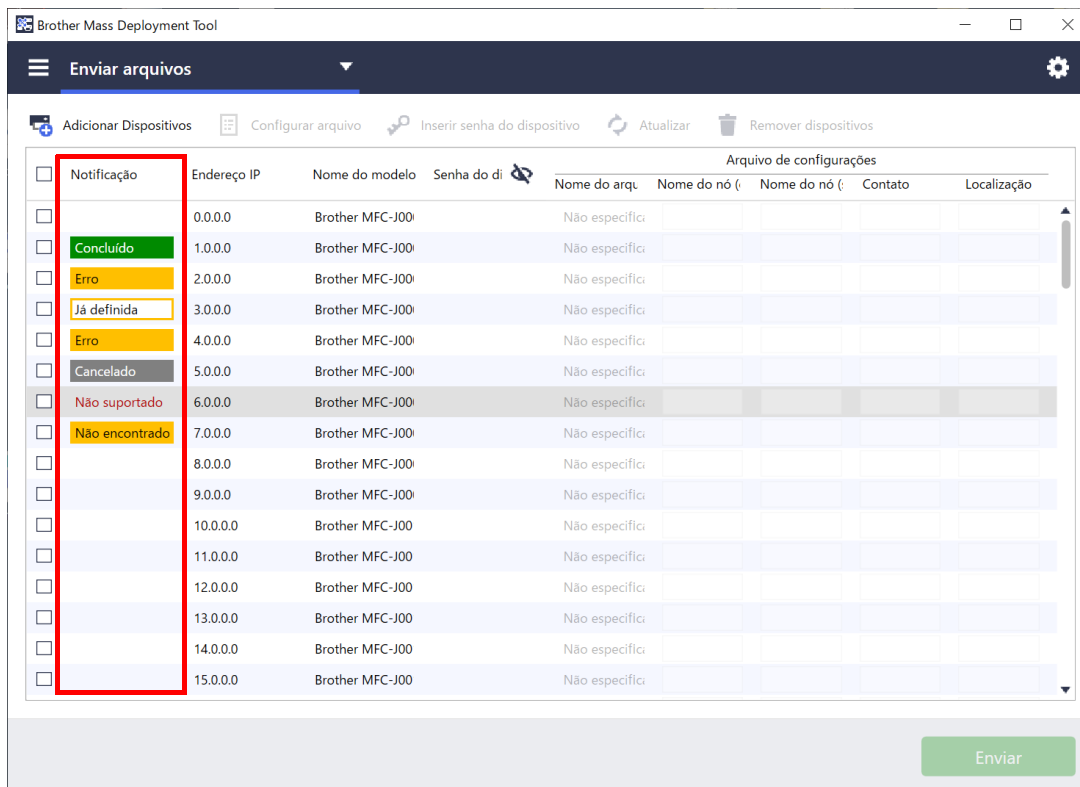 Brother Mass Deployment Tool
Enviar arquivos
Adicionar Dispositivos Configurar arquivo Inserir senha do dispositivo Atualizar Remover dispositivos
Arquivo de configurações
Notificação Endereço IP Nome do modelo Senha do di Nome do arqu Nome do nó ( Nome do nó ( Contato Localização
0.0.0.0 Brother MFC-J00 Não especific
Concluído 1.0.0.0 Brother MFC-J00 Não especific
Erro 2.0.0.0 Brother MFC-J00 Não especific
Já definida 3.0.0.0 Brother MFC-J00 Não especific
Erro 4.0.0.0 Brother MFC-J00 Não especific
Cancelado 5.0.0.0 Brother MFC-J00 Não especific
Não suportado 6.0.0.0 Brother MFC-J00 Não especific
Não encontrado 7.0.0.0 Brother MFC-J00 Não especific
8.0.0.0 Brother MFC-J00 Não especific
9.0.0.0 Brother MFC-J00 Não especific
10.0.0.0 Brother MFC-J00 Não especific
11.0.0.0 Brother MFC-J00 Não especific
12.0.0.0 Brother MFC-J00 Não especific
13.0.0.0 Brother MFC-J00 Não especific
14.0.0.0 Brother MFC-J00 Não especific
15.0.0.0 Brother MFC-J00 Não especific
Enviar